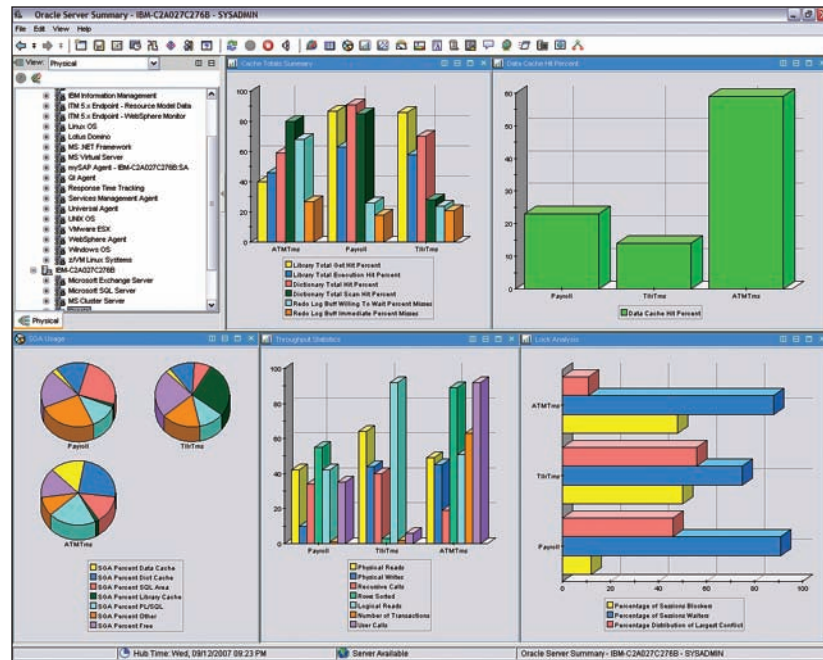 Oracle Server Summary - IBM-C2A027C276B - SYSADMIN
File Edit View Help
View: Physical
IBM Information Management
ITM 5.x Endpoint - Resource Model Data
ITM 5.x Endpoint - WebSphere Monitor
Linux OS
Lotus Domino
MS .NET Framework
MS Virtual Server
mySAP Agent - IBM-C2A027C276B:SA
QI Agent
Response Time Tracking
Services Management Agent
Universal Agent
UNIX OS
VMware ESX
WebSphere Agent
Windows OS
z/VM Linux Systems
IBM-C2A027C276B
Microsoft Exchange Server
Microsoft SQL Server
MS Cluster Server
Physical
Cache Totals Summary
100
80
60
40
20
0
ATMTms
Payroll
TllrTms
Library Total Get Hit Percent
Library Total Execution Hit Percent
Dictionary Total Hit Percent
Dictionary Total Scan Hit Percent
Redo Log Buff Willing To Wait Percent Misses
Redo Log Buff Immediate Percent Misses
Data Cache Hit Percent
60
50
40
30
20
10
0
Payroll
TllrTms
ATMTms
Data Cache Hit Percent
SGA Usage
Payroll
TllrTms
ATMTms
SGA Percent Data Cache
SGA Percent Dict Cache
SGA Percent SQL Area
SGA Percent Library Cache
SGA Percent PL/SQL
SGA Percent Other
SGA Percent Free
Throughput Statistics
100
80
60
40
20
0
Payroll
TllrTms
ATMTms
Physical Reads
Physical Writes
Recursive Calls
Rows Sorted
Logical Reads
Number of Transactions
User Calls
Lock Analysis
ATMTms
TllrTms
Payroll
0
20
40
60
80
100
Percentage of Sessions Blockers
Percentage of Sessions Waiters
Percentage Distribution of Largest Conflict
Hub Time: Wed, 09/12/2007 09:23 PM
Server Available
Oracle Server Summary - IBM-C2A027C276B - SYSADMIN